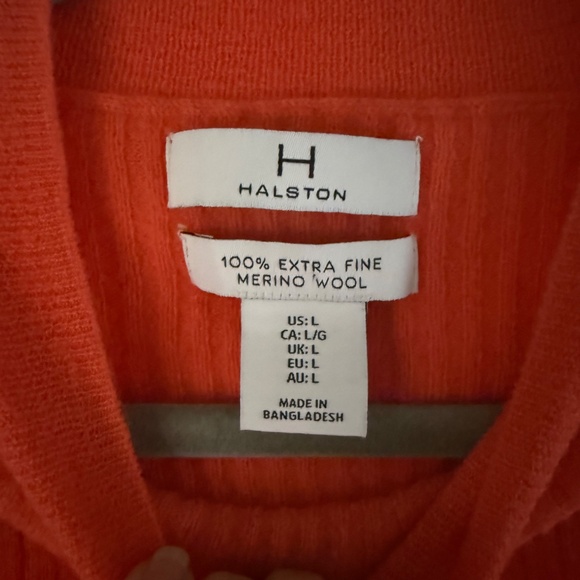 H
HALSTON
100% EXTRA FINE
MERINO WOOL
US: L
CA: L/G
UK: L
EU: L
AU: L
MADE IN
BANGLADESH